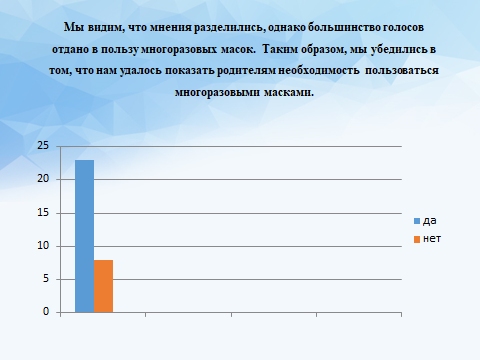 Мы видим, что мнения разделились, однако большинство голосов
отдано в пользу многоразовых масок. Таким образом, мы убедились в
том, что нам удалось показать родителям необходимость пользоваться
многоразовыми масками.
25
20
15
10
5
0
да
нет